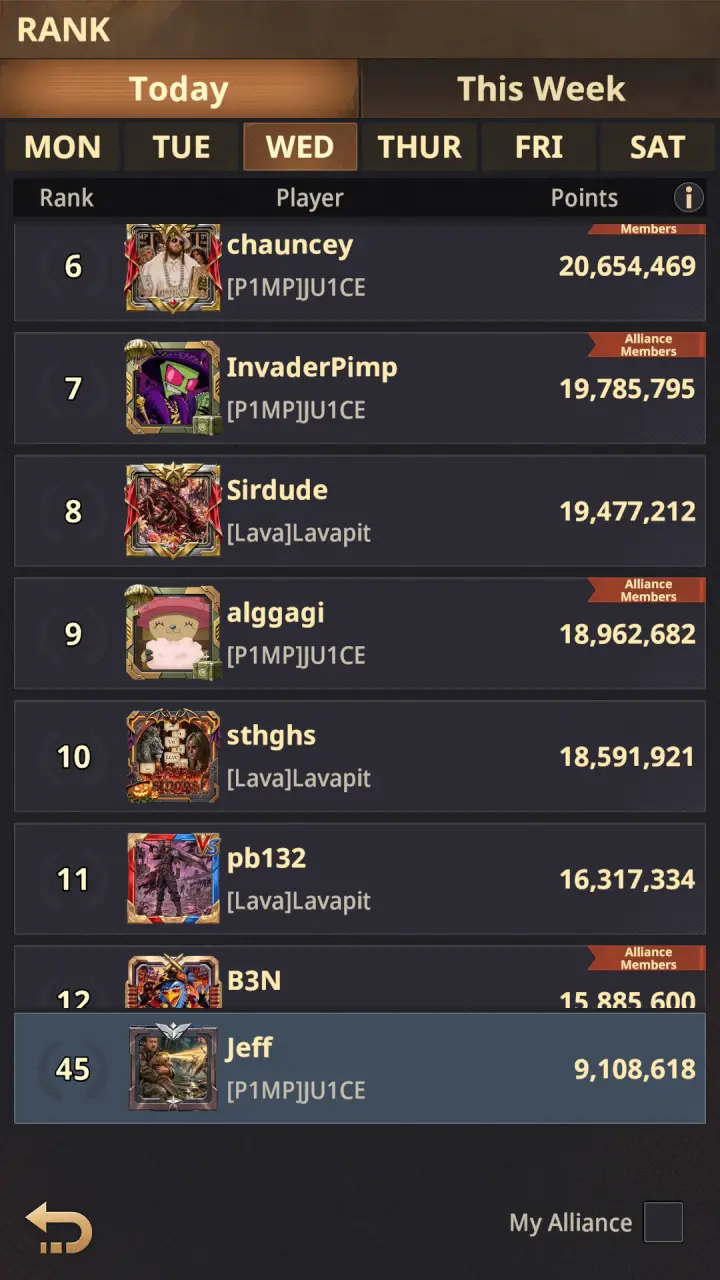 RANK
Today
This Week
MON
TUE
WED
THUR
FRI
SAT
Rank
Player
Points
i
6
chauncey
[P1MP]JU1CE
Members
20,654,469
7
InvaderPimp
[P1MP]JU1CE
Alliance
Members
19,785,795
8
Sirdude
[Lava]Lavapit
19,477,212
9
alggagi
[P1MP]JU1CE
Alliance
Members
18,962,682
10
sthghs
[Lava]Lavapit
18,591,921
11
VS
pb132
[Lava]Lavapit
16,317,334
12
B3N
Alliance
Members
15,885,600
45
Jeff
[P1MP]JU1CE
9,108,618
My Alliance